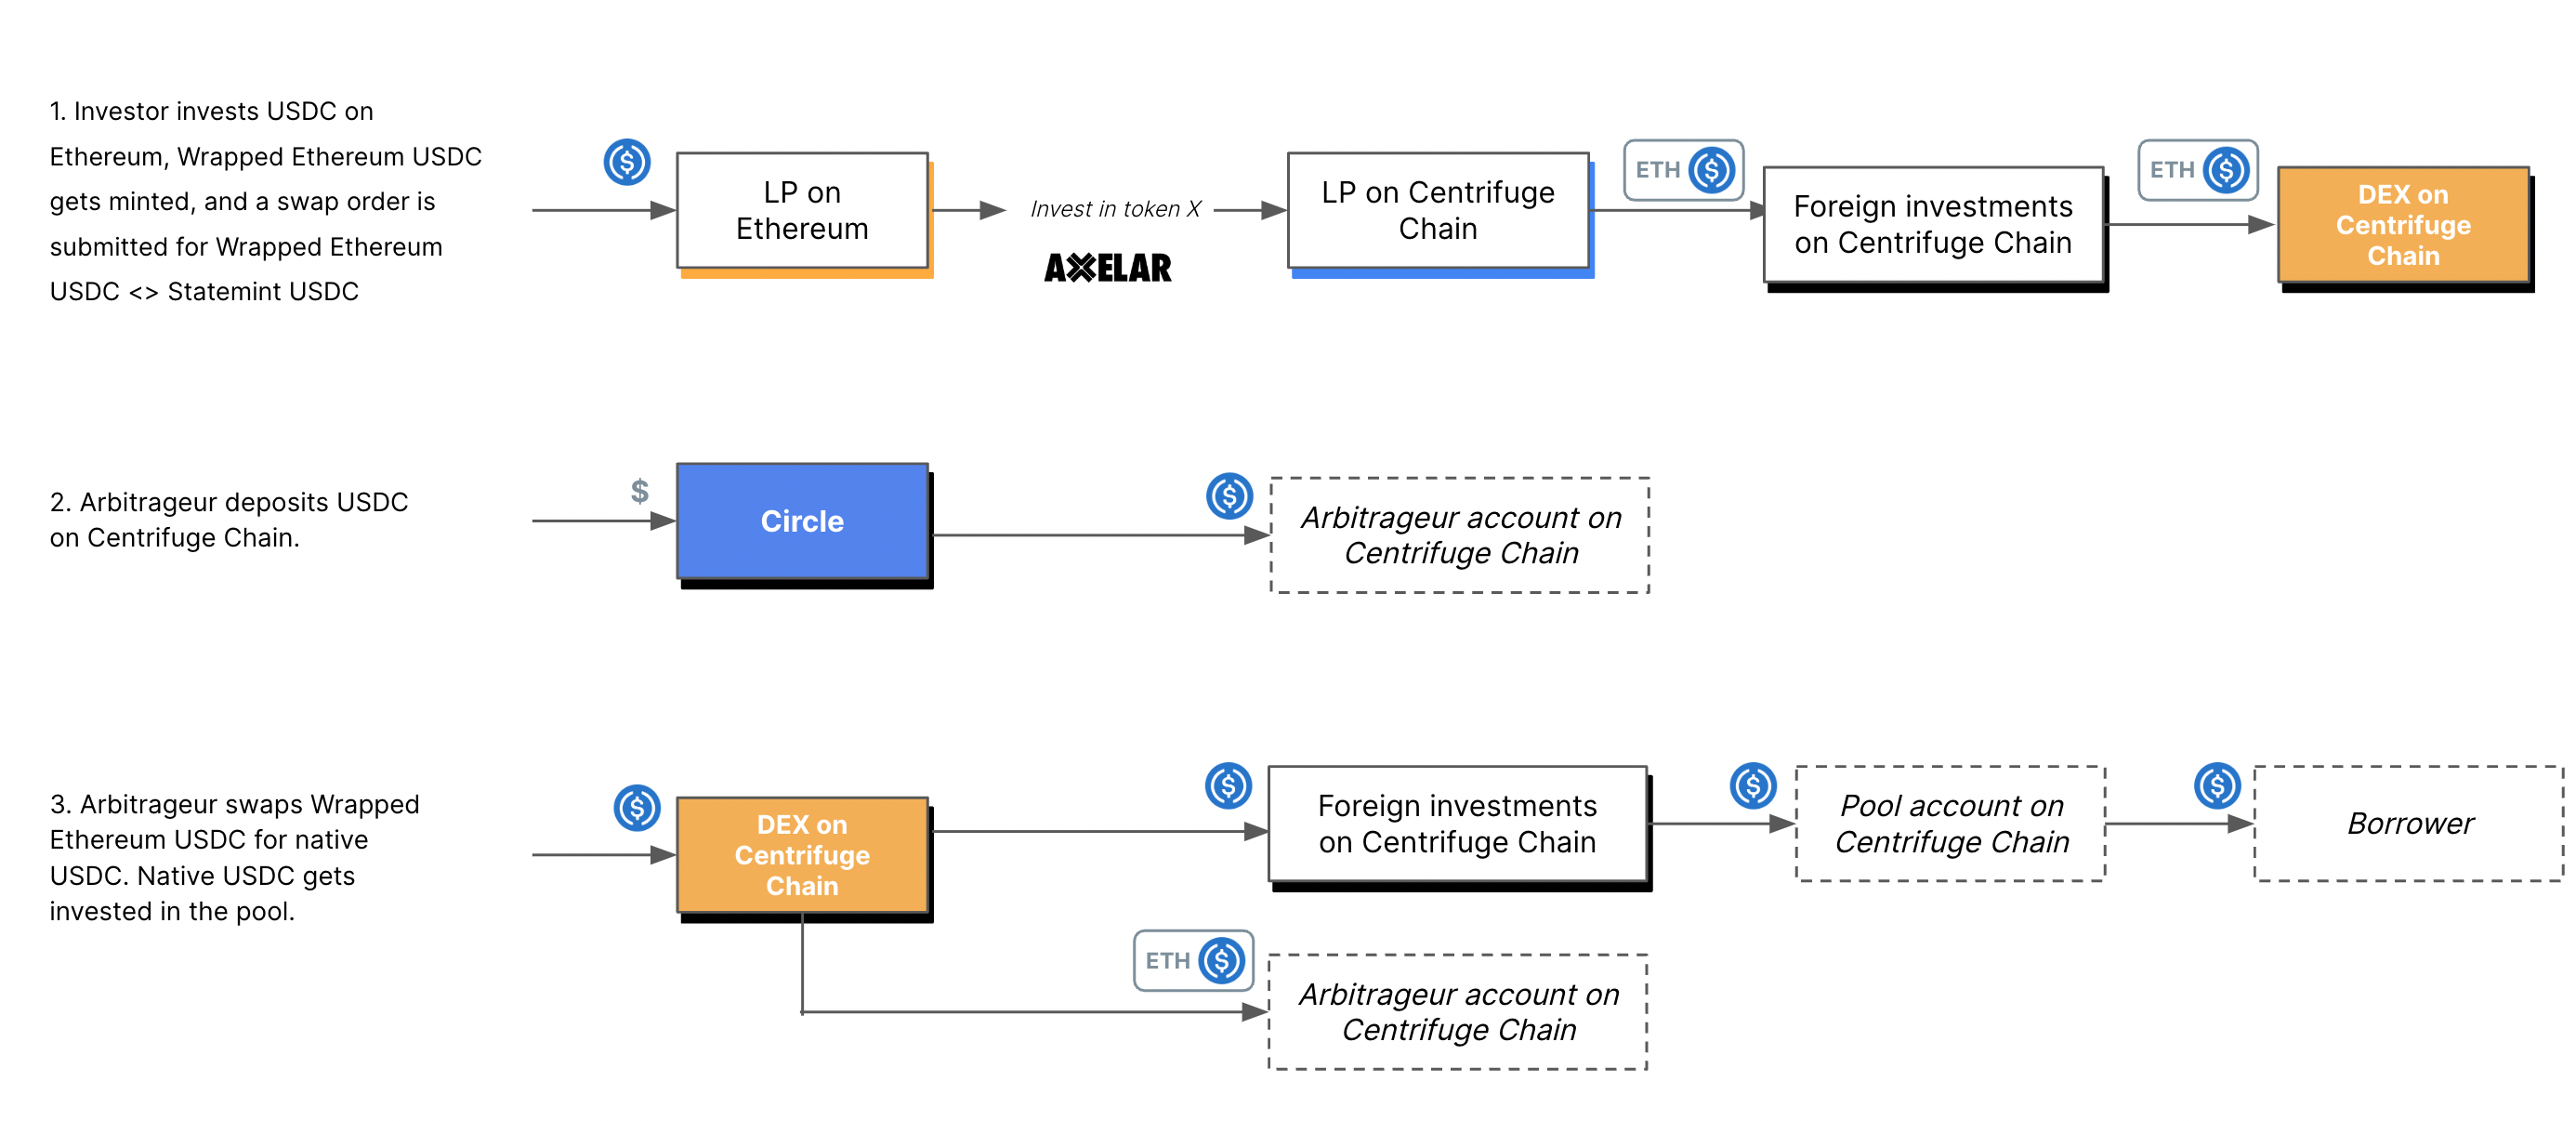 1. Investor invests USDC on
Ethereum, Wrapped Ethereum USDC
gets minted, and a swap order is
submitted for Wrapped Ethereum
USDC <> Statemint USDC
$
LP on
Ethereum
Invest in token X
AXELAR
LP on Centrifuge
Chain
ETH $
Foreign investments
on Centrifuge Chain
ETH $
DEX on
Centrifuge
Chain
2. Arbitrageur deposits USDC
on Centrifuge Chain.
$
Circle
$
Arbitrageur account on
Centrifuge Chain
3. Arbitrageur swaps Wrapped
Ethereum USDC for native
USDC. Native USDC gets
invested in the pool.
$
DEX on
Centrifuge
Chain
$
Foreign investments
on Centrifuge Chain
$
Pool account on
Centrifuge Chain
$
Borrower
ETH $
Arbitrageur account on
Centrifuge Chain